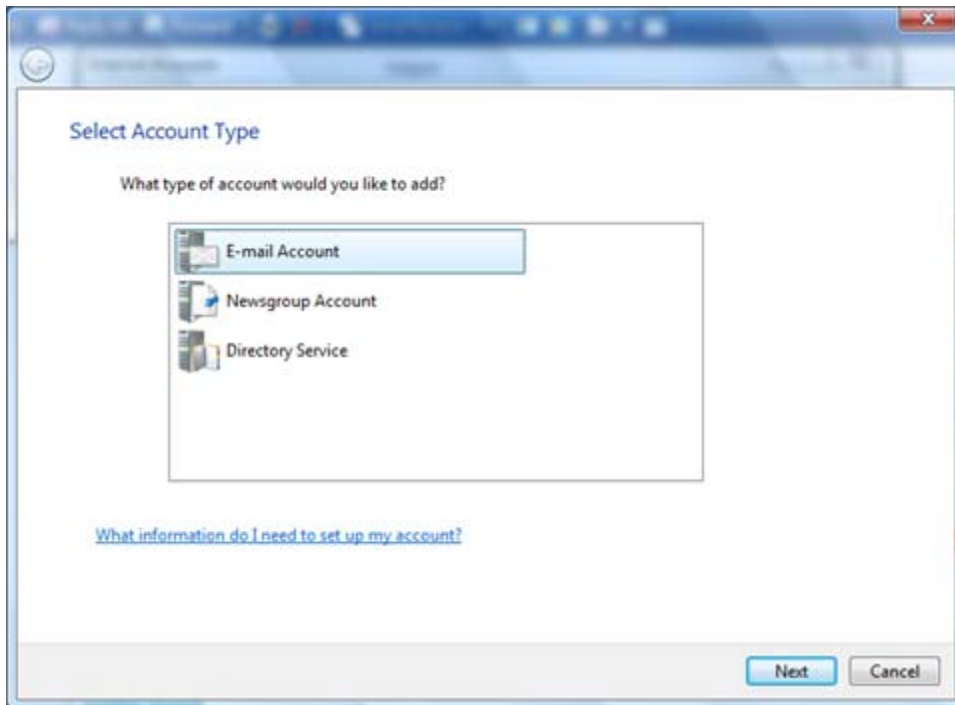 Select Account Type
What type of account would you like to add?
E-mail Account
Newsgroup Account
Directory Service
What information do I need to set up my account?
Next
Cancel